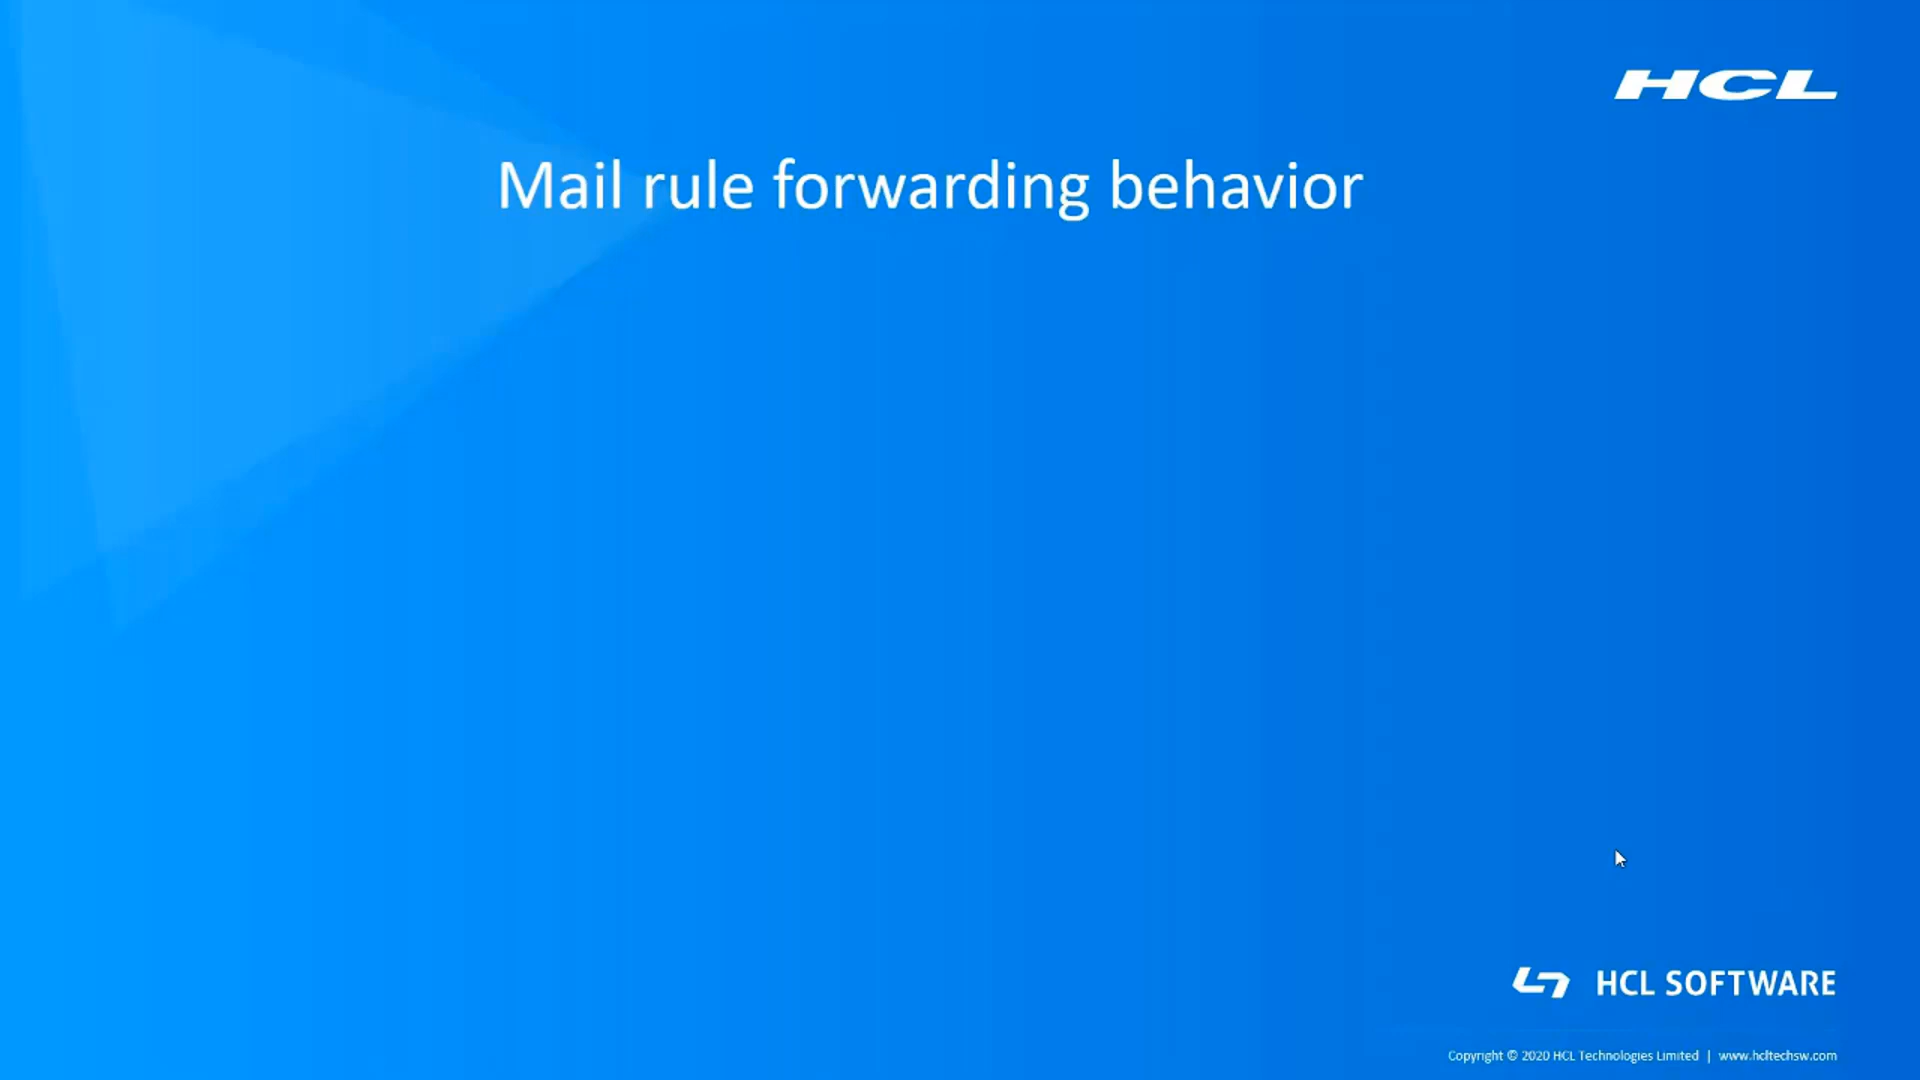 HCL
Mail rule forwarding behavior
HCL SOFTWARE
Copyright © 2020 HCL Technologies Limited | www.hcltechsw.com